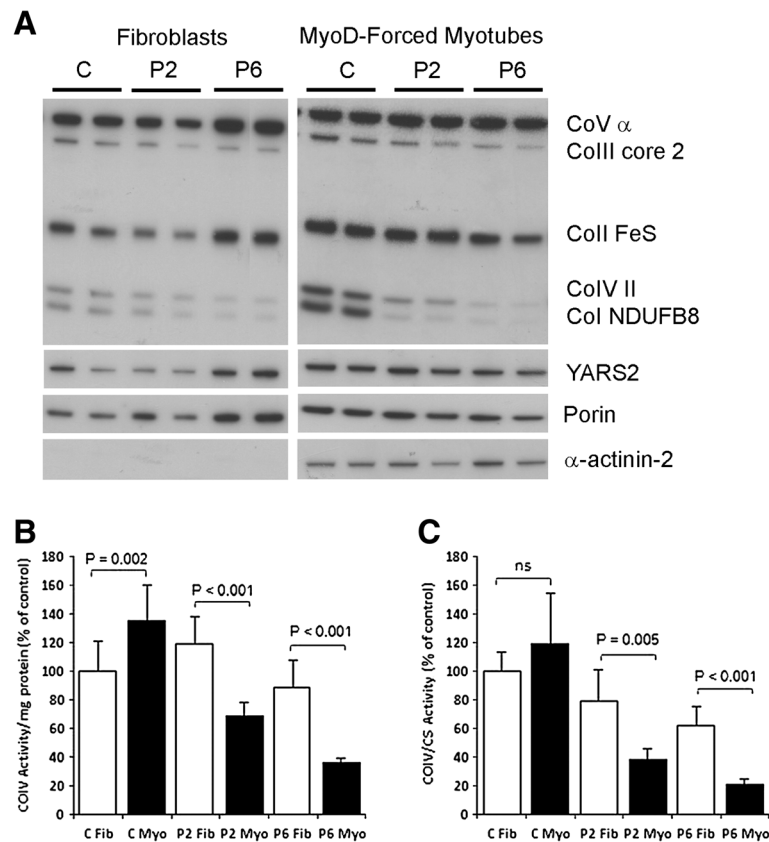 A
Fibroblasts
MyoD-Forced Myotubes
C P2 P6 C P2 P6
CoV α
CoIII core 2
CoII FeS
CoIV II
CoI NDUFB8
YARS2
Porin
α-actinin-2
B
COIV Activity/mg protein (% of control)
180
160
140
120
100
80
60
40
20
0
P = 0.002
P < 0.001
P < 0.001
C Fib C Myo P2 Fib P2 Myo P6 Fib P6 Myo
C
COIV/CS Activity (% of control)
180
160
140
120
100
80
60
40
20
0
ns
P = 0.005
P < 0.001
C Fib C Myo P2 Fib P2 Myo P6 Fib P6 Myo